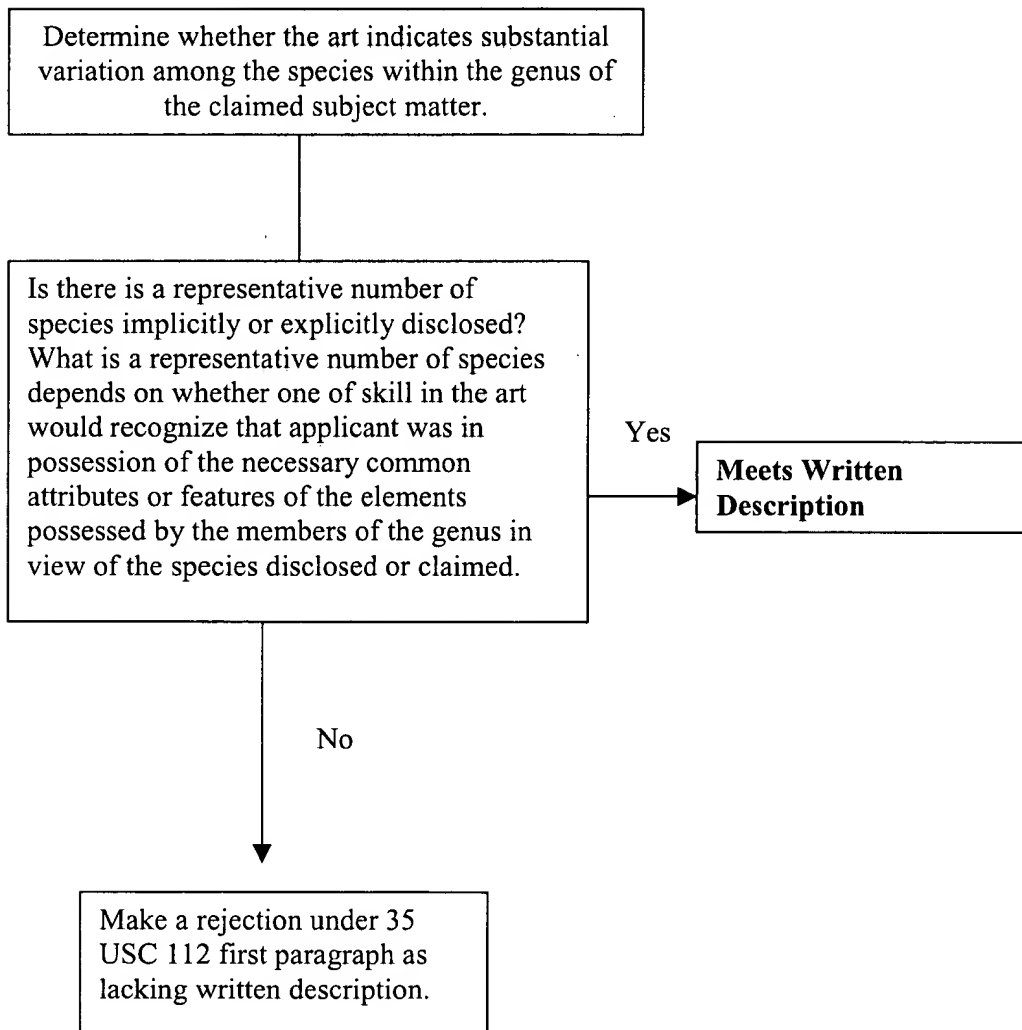 Determine whether the art indicates substantial
variation among the species within the genus of
the claimed subject matter.
Is there is a representative number of
species implicitly or explicitly disclosed?
What is a representative number of species
depends on whether one of skill in the art
would recognize that applicant was in
possession of the necessary common
attributes or features of the elements
possessed by the members of the genus in
view of the species disclosed or claimed.
Yes
Meets Written
Description
No
Make a rejection under 35
USC 112 first paragraph as
lacking written description.